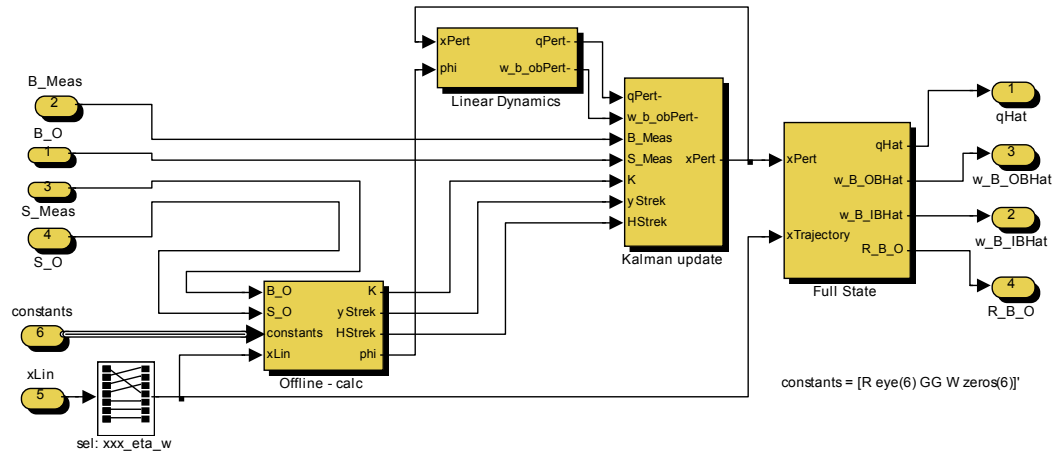 B_Meas
2
B_O
1
3
S_Meas
4
S_O
constants
6
xLin
5
sel: xxx_eta_w
xPert
phi
qPert-
w_b_obPert-
Linear Dynamics
B_O
S_O
constants
xLin
K
y Strek
HStrek
phi
Offline - calc
qPert-
w_b_obPert-
B_Meas
S_Meas
K
y Strek
HStrek
xPert
Kalman update
xPert
xTrajectory
qHat
w_B_OBHat
w_B_IBHat
R_B_O
Full State
1
qHat
3
w_B_OBHat
2
w_B_IBHat
4
R_B_O
constants = [R eye(6) GG W zeros(6)]'